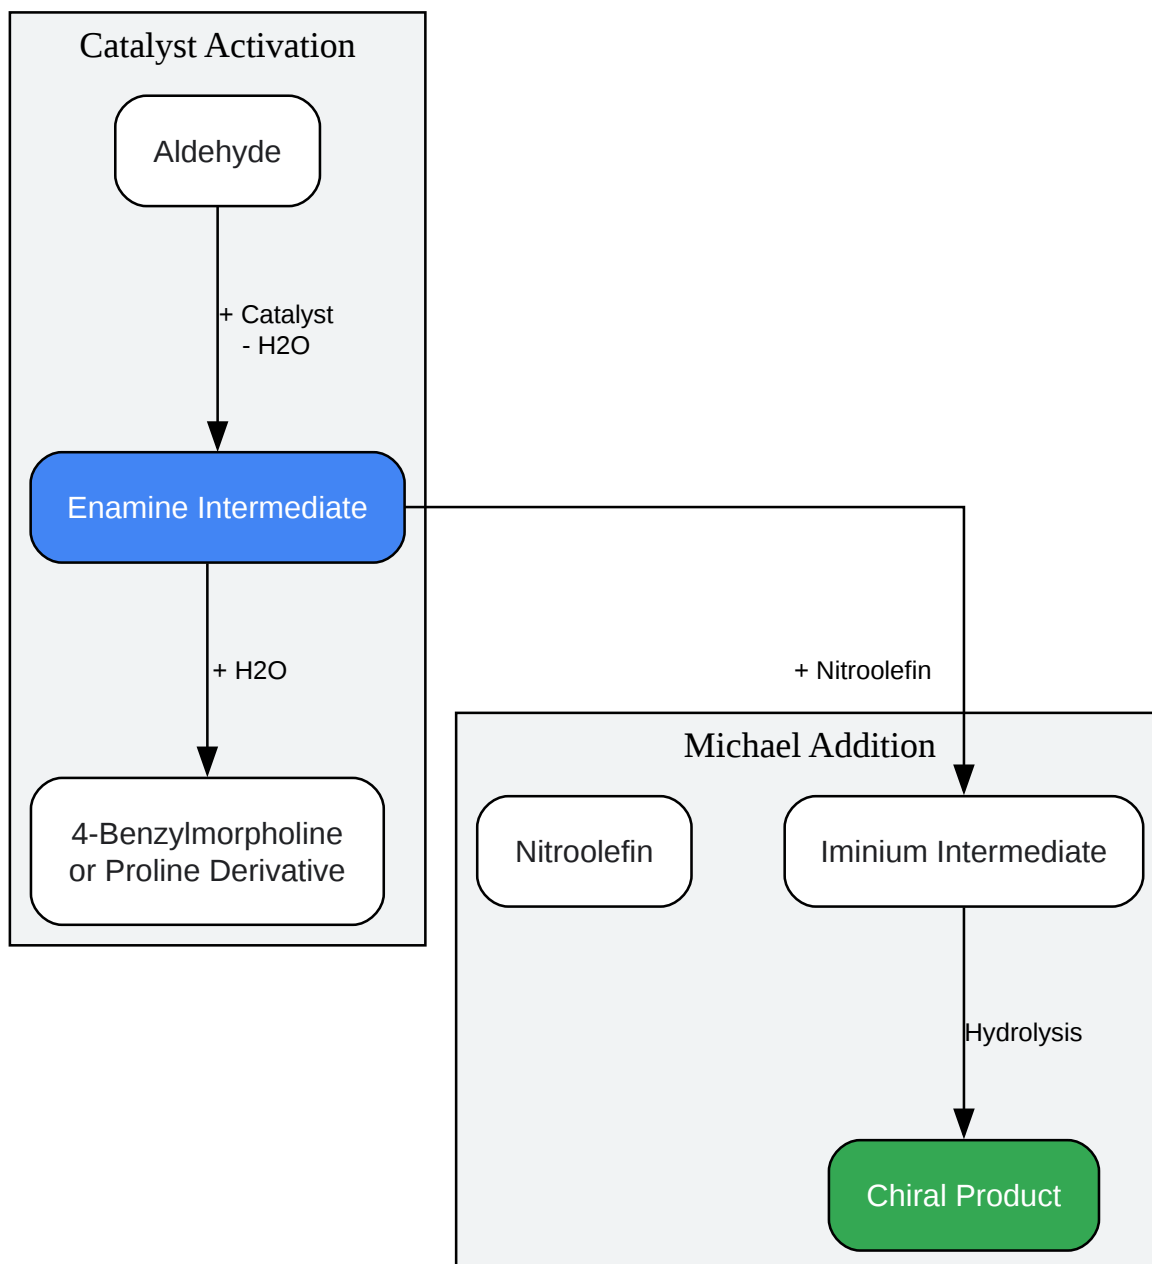 Catalyst Activation
Aldehyde
+ Catalyst
- H2O
Enamine Intermediate
+ H2O
+ Nitroolefin
4-Benzylmorpholine
or Proline Derivative
Michael Addition
Nitroolefin
Iminium Intermediate
Hydrolysis
Chiral Product